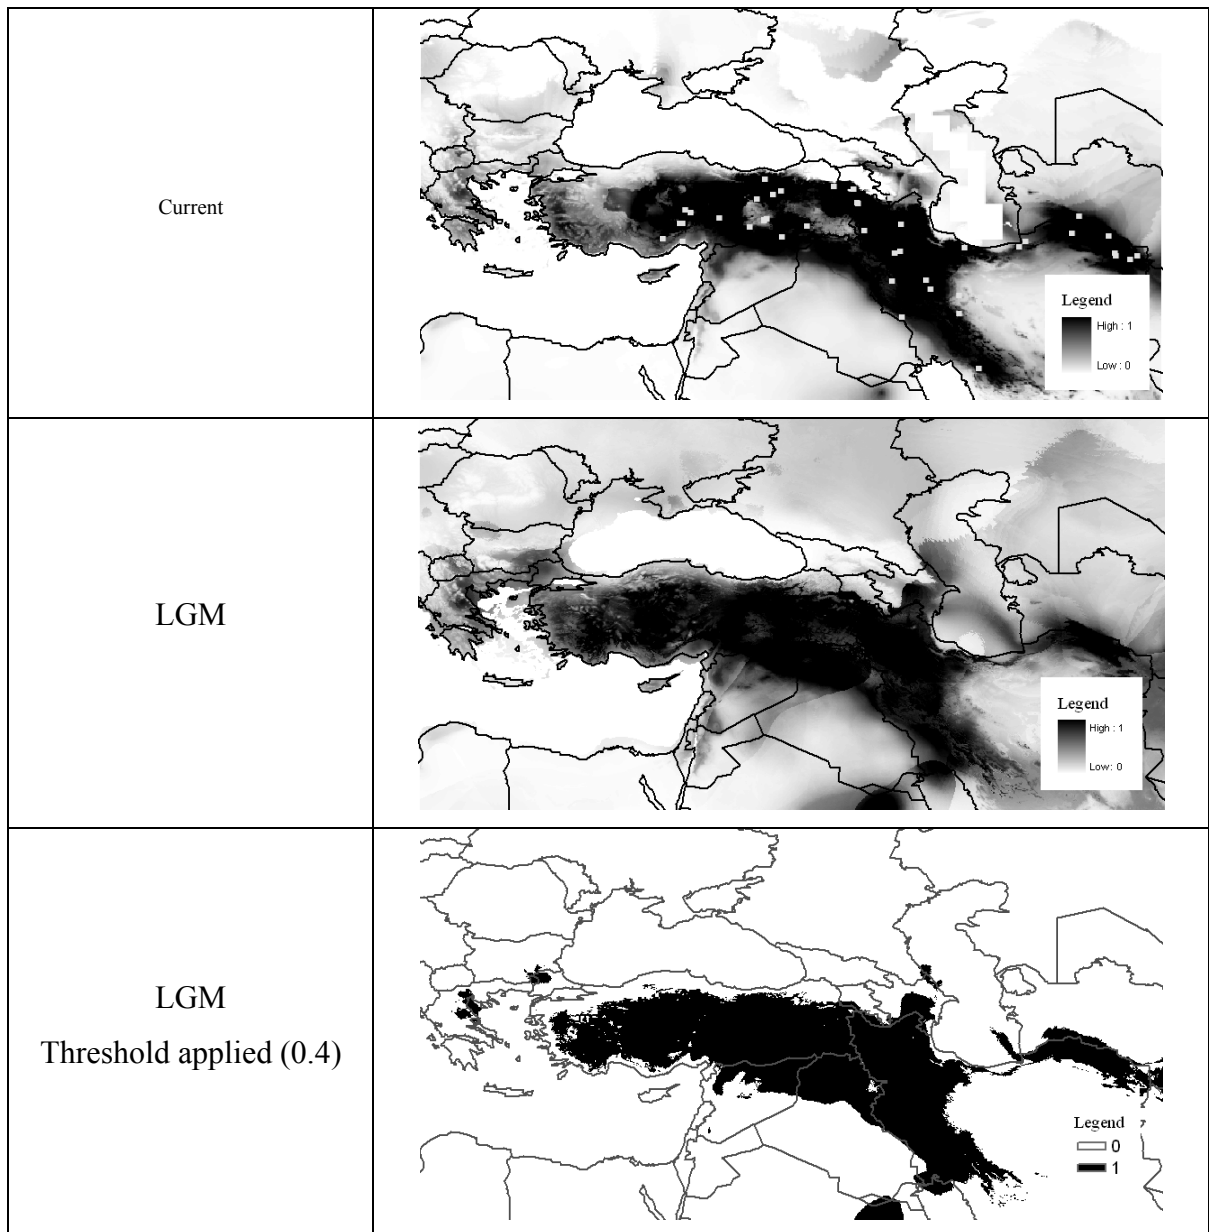 Current
Legend
High : 1
Low : 0
LGM
Legend
High : 1
Low: 0
LGM
Threshold applied (0.4)
Legend
0
1